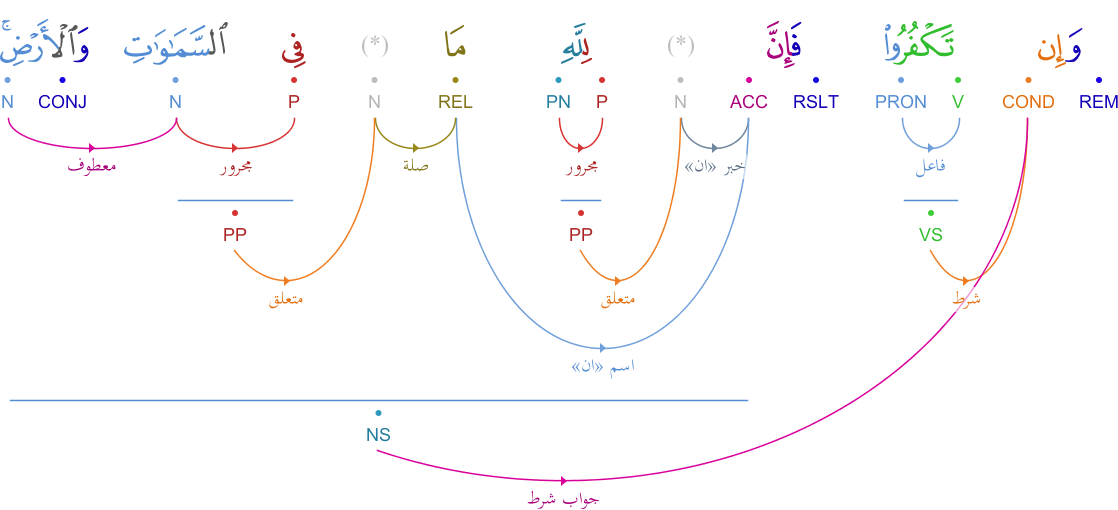 وَإِن تَكْفُرُوا۟ فَإِنَّ (*) لِلَّهِ مَا (*) فِى ٱلسَّمَـٰوَٰتِ وَٱلْأَرْضِ ۚ
REM COND V PRON RSLT ACC N P PN REL N P N CONJ N
فاعل خبر «ان» مجرور صلة مجرور معطوف
VS PP PP
شرط متعلق متعلق
اسم «ان»
NS
جواب شرط